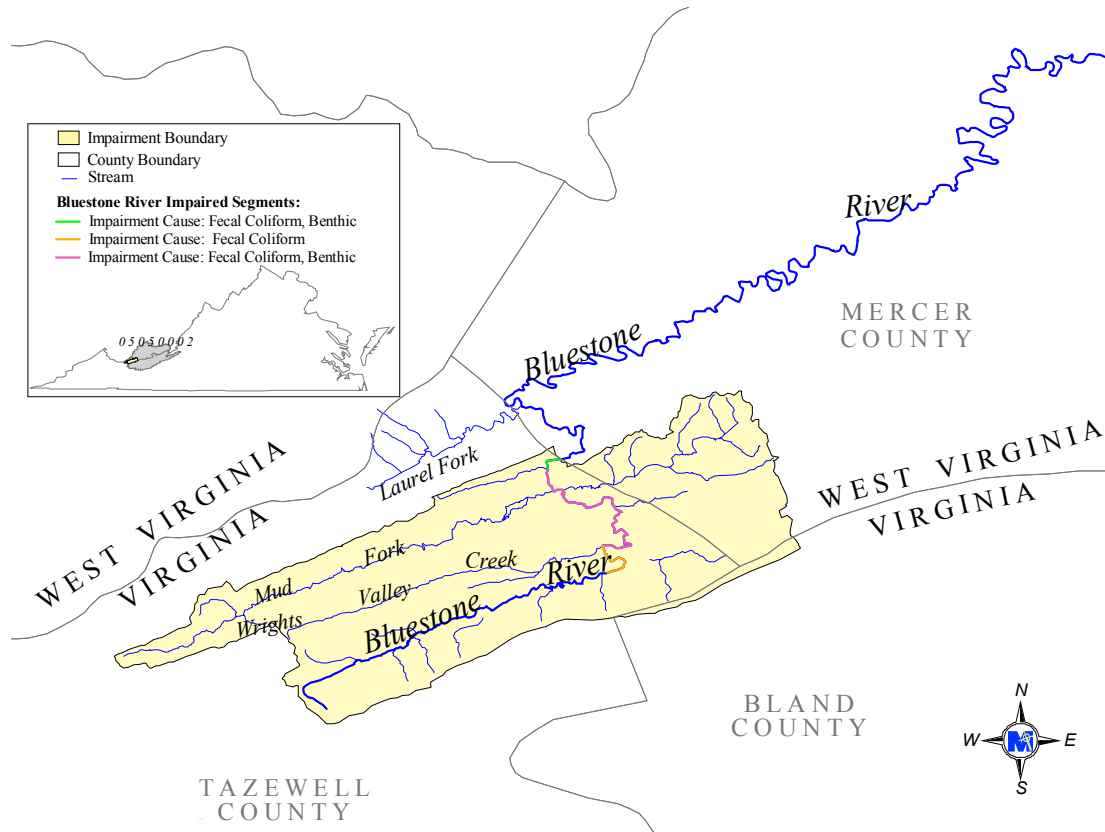 Impairment Boundary
County Boundary
Stream
Bluestone River Impaired Segments:
Impairment Cause: Fecal Coliform, Benthic
Impairment Cause: Fecal Coliform
Impairment Cause: Fecal Coliform, Benthic
05050002
River
Bluestone
MERCER
COUNTY
Laurel Fork
WEST VIRGINIA
VIRGINIA
WEST VIRGINIA
VIRGINIA
Mud Fork
Wrights Valley Creek
Bluestone River
BLAND
COUNTY
TAZEWELL
COUNTY
N
W
M
E
S